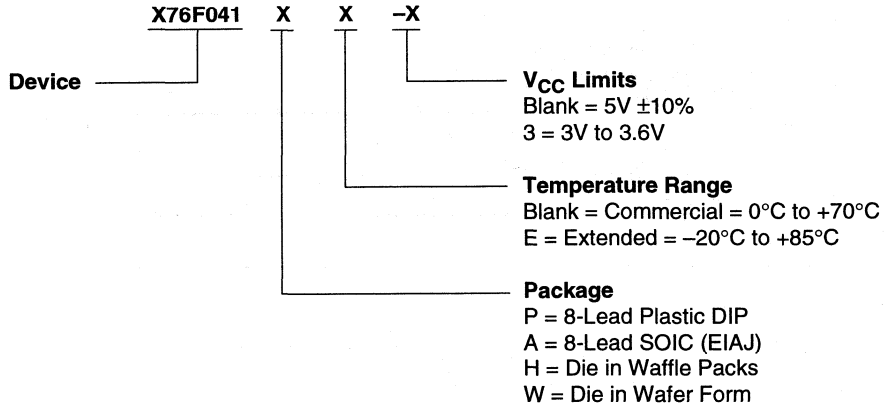 X76F041 X X –X
Device
VCC Limits
Blank = 5V ±10%
3 = 3V to 3.6V
Temperature Range
Blank = Commercial = 0°C to +70°C
E = Extended = –20°C to +85°C
Package
P = 8-Lead Plastic DIP
A = 8-Lead SOIC (EIAJ)
H = Die in Waffle Packs
W = Die in Wafer Form